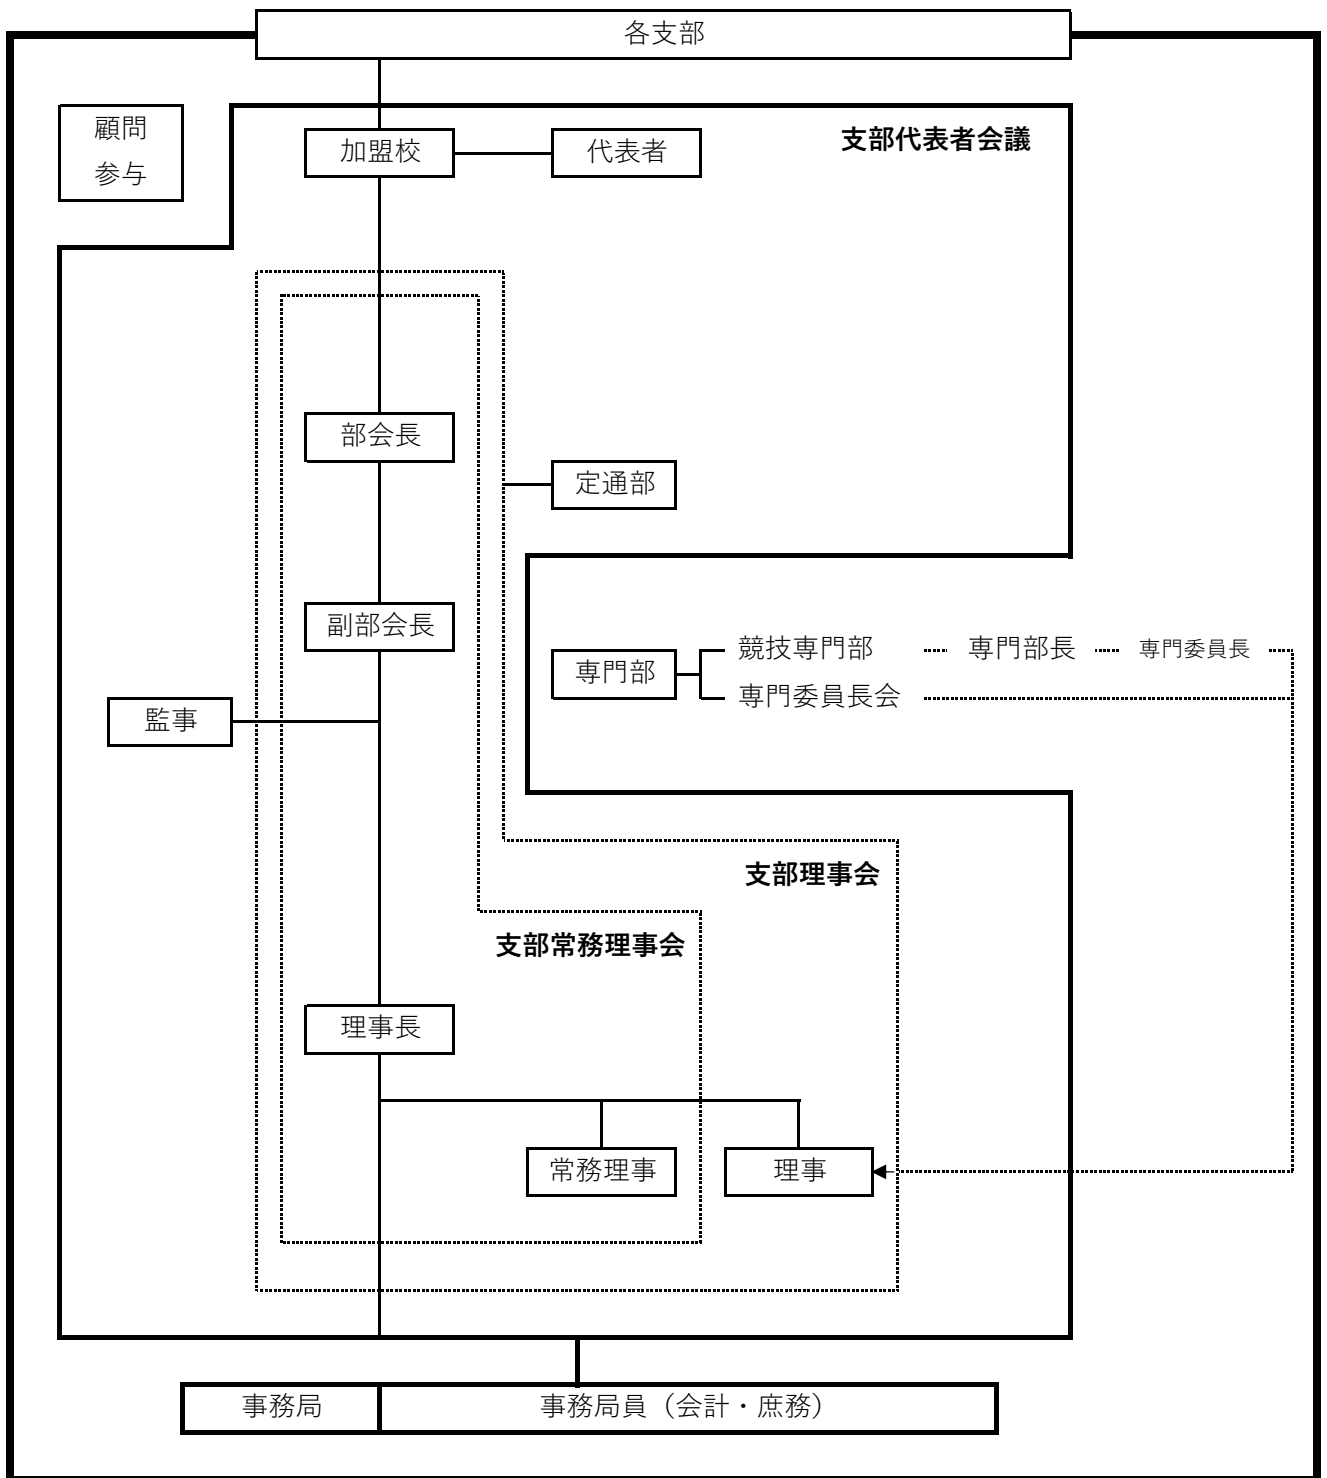 各支部
顧問
参与
加盟校
代表者
支部代表者会議
部会長
定通部
副部会長
専門部
競技専門部
専門部長
専門委員長
専門委員長会
監事
支部理事会
支部常務理事会
理事長
常務理事
理事
事務局
事務局員（会計・庶務）